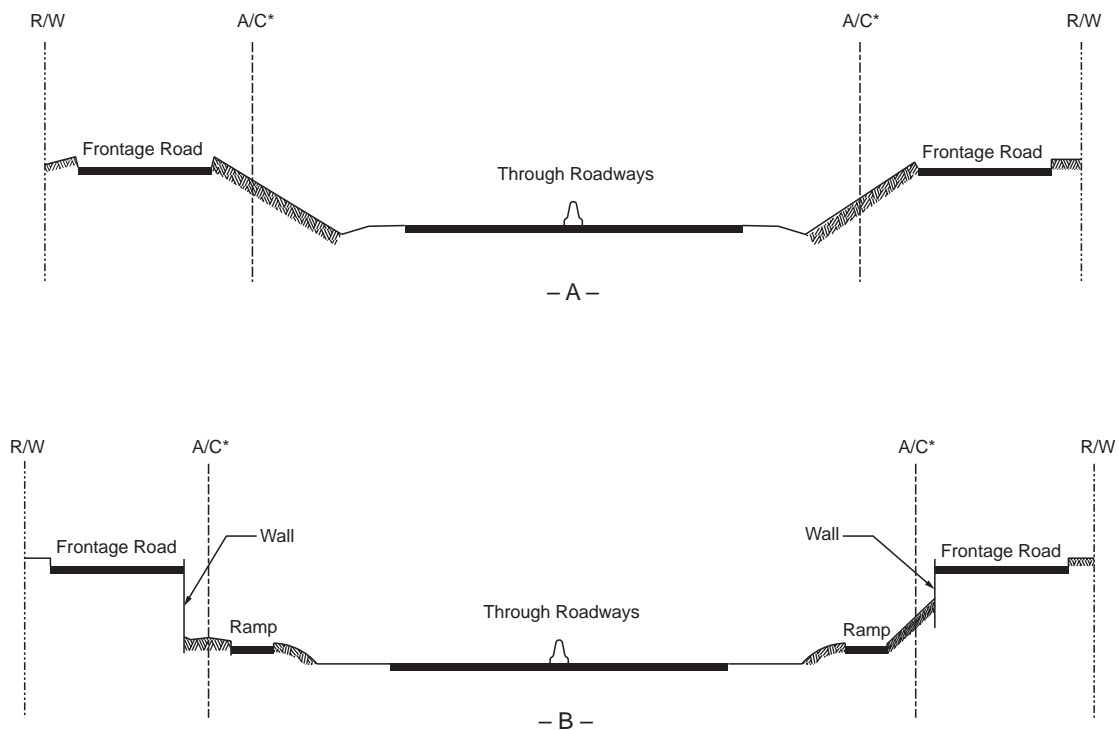 R/W A/C* A/C* R/W
Frontage Road Frontage Road
Through Roadways
– A –
R/W A/C* A/C* R/W
Wall Wall
Frontage Road Frontage Road
Through Roadways
Ramp Ramp
– B –